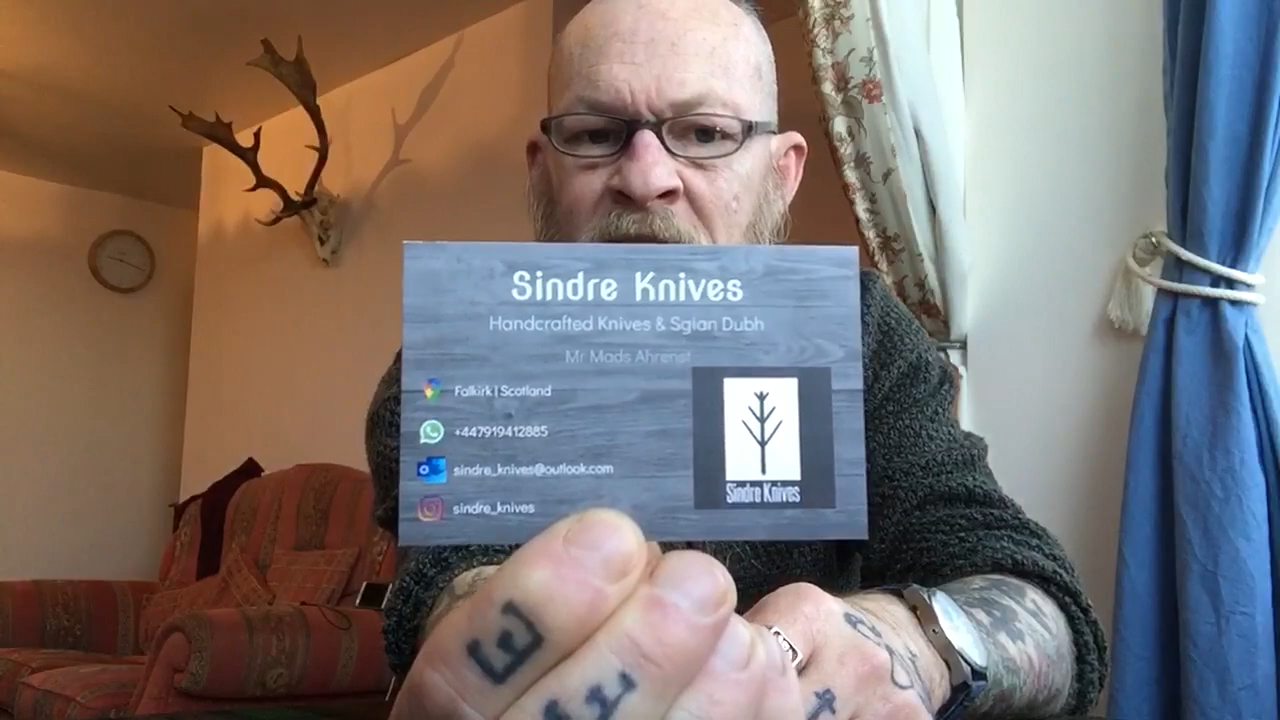 Sindre Knives
Handcrafted Knives & Sgian Dubh
Mr Mads Ahrenst
Falkirk | Scotland
+447919412885
sindre_knives@outlook.com
sindre_knives
Sindre Knives
E